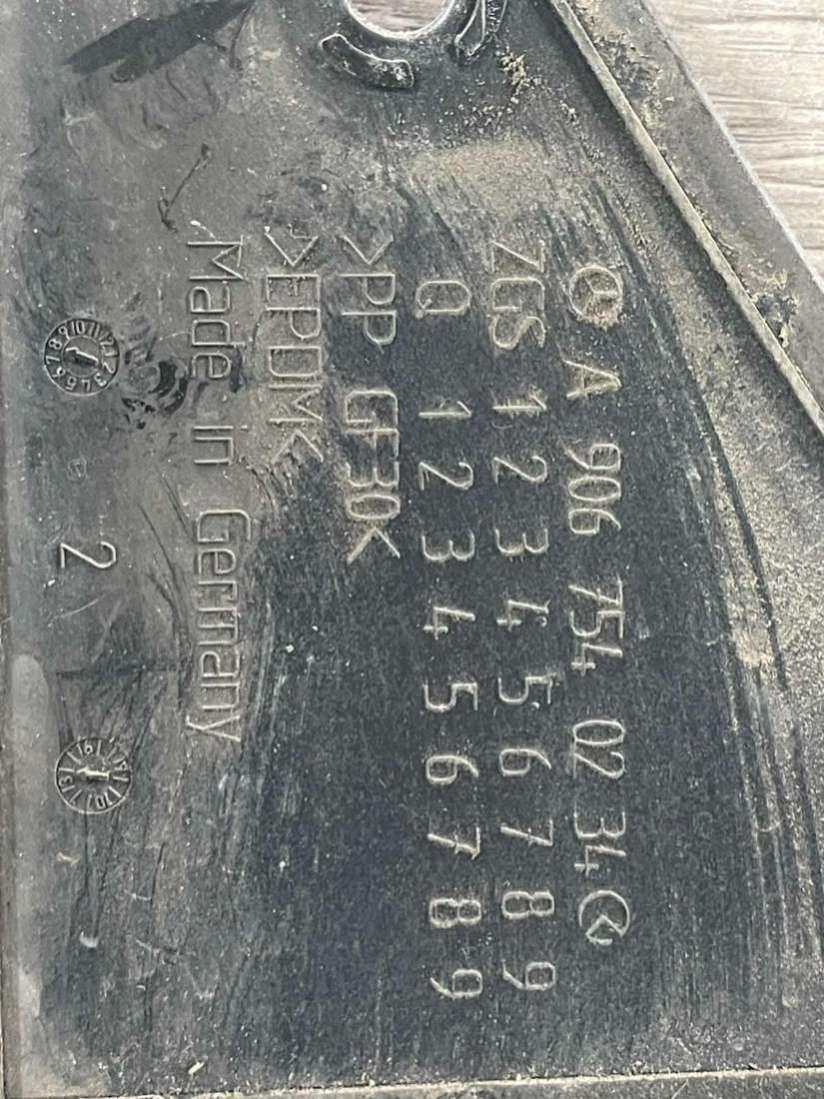 A 906 754 02 34
ZGS 1 2 3 4 5 6 7 8 9
Q 1 2 3 4 5 6 7 8 9
>PP GF30<
>EPDM<
Made in Germany
2